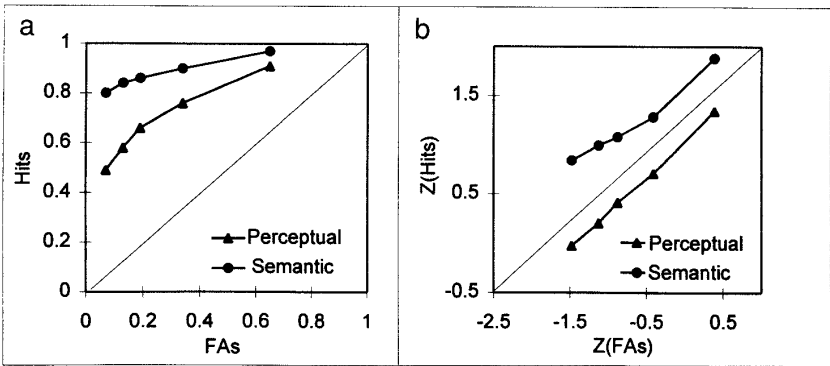 a
1
0.8
0.6
0.4
0.2
0
Hits
Perceptual
Semantic
0 0.2 0.4 0.6 0.8 1
FAs
b
1.5
0.5
-0.5
Z(Hits)
Perceptual
Semantic
-2.5 -1.5 -0.5 0.5
Z(FAs)